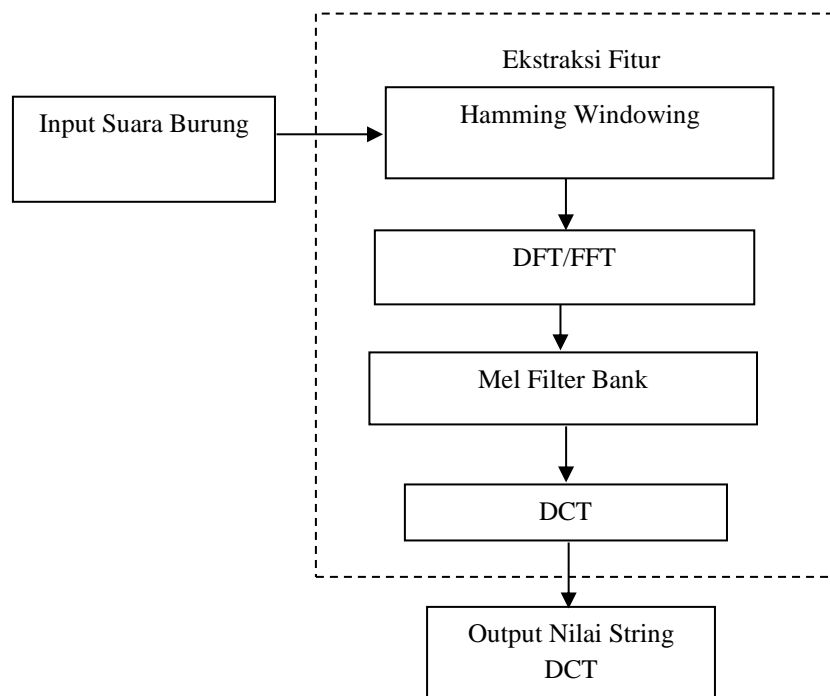 Ekstraksi Fitur
Input Suara Burung
Hamming Windowing
DFT/FFT
Mel Filter Bank
DCT
Output Nilai String
DCT